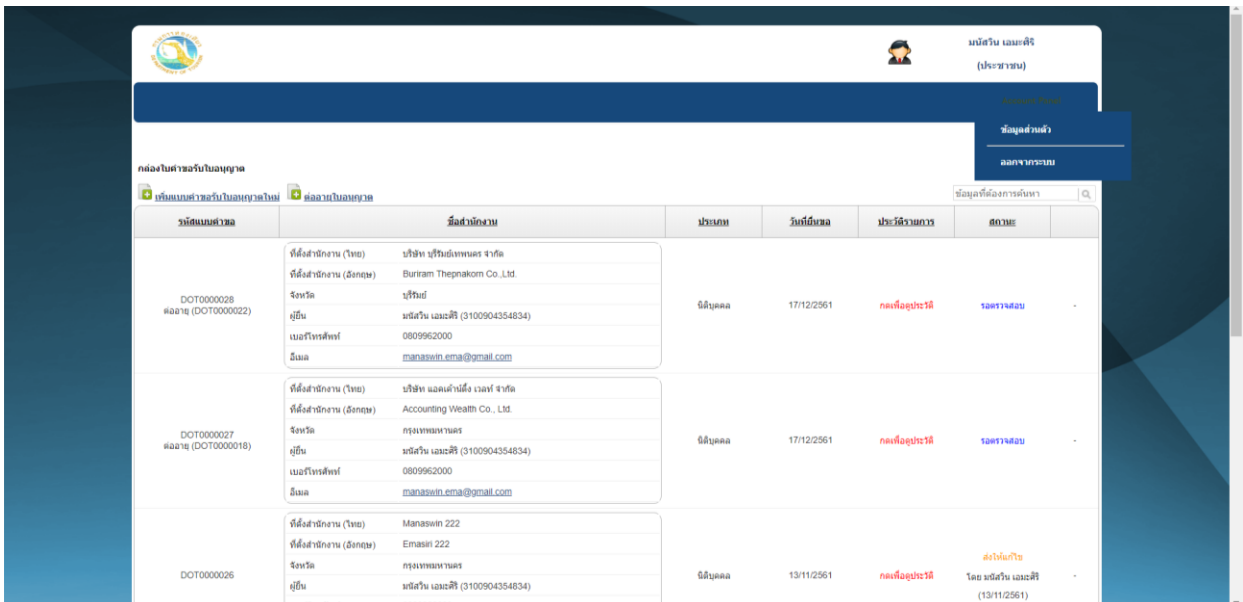 มนัสวิน เอมะศิริ
(ประชาชน)
ข้อมูลส่วนตัว
ออกจากระบบ
กล่องใบคำขอรับใบอนุญาต
เพิ่มแบบคำขอรับใบอนุญาตใหม่ ต่ออายุใบอนุญาต
ข้อมูลที่ต้องการค้นหา
รหัสแบบคำขอ ชื่อสำนักงาน ประเภท วันที่ยื่นขอ ประวัติรายการ สถานะ
ที่ตั้งสำนักงาน (ไทย) บริษัท บุรีรัมย์เทพนคร จำกัด
ที่ตั้งสำนักงาน (อังกฤษ) Buriram Thepnakorn Co.,Ltd.
จังหวัด บุรีรัมย์
ผู้ยื่น มนัสวิน เอมะศิริ (3100904354834)
เบอร์โทรศัพท์ 0809962000
อีเมล manaswin.ema@gmail.com
DOT0000028
ต่ออายุ (DOT0000022)
นิติบุคคล 17/12/2561 กดเพื่อดูประวัติ รอตรวจสอบ -
ที่ตั้งสำนักงาน (ไทย) บริษัท แอคเค้าน์ติ้ง เวลท์ จำกัด
ที่ตั้งสำนักงาน (อังกฤษ) Accounting Wealth Co., Ltd.
จังหวัด กรุงเทพมหานคร
ผู้ยื่น มนัสวิน เอมะศิริ (3100904354834)
เบอร์โทรศัพท์ 0809962000
อีเมล manaswin.ema@gmail.com
DOT0000027
ต่ออายุ (DOT0000018)
นิติบุคคล 17/12/2561 กดเพื่อดูประวัติ รอตรวจสอบ -
ที่ตั้งสำนักงาน (ไทย) Manaswin 222
ที่ตั้งสำนักงาน (อังกฤษ) Emasiri 222
จังหวัด กรุงเทพมหานคร
ผู้ยื่น มนัสวิน เอมะศิริ (3100904354834)
DOT0000026
นิติบุคคล 13/11/2561 กดเพื่อดูประวัติ
ส่งให้แก้ไข
โดย มนัสวิน เอมะศิริ
(13/11/2561)
-